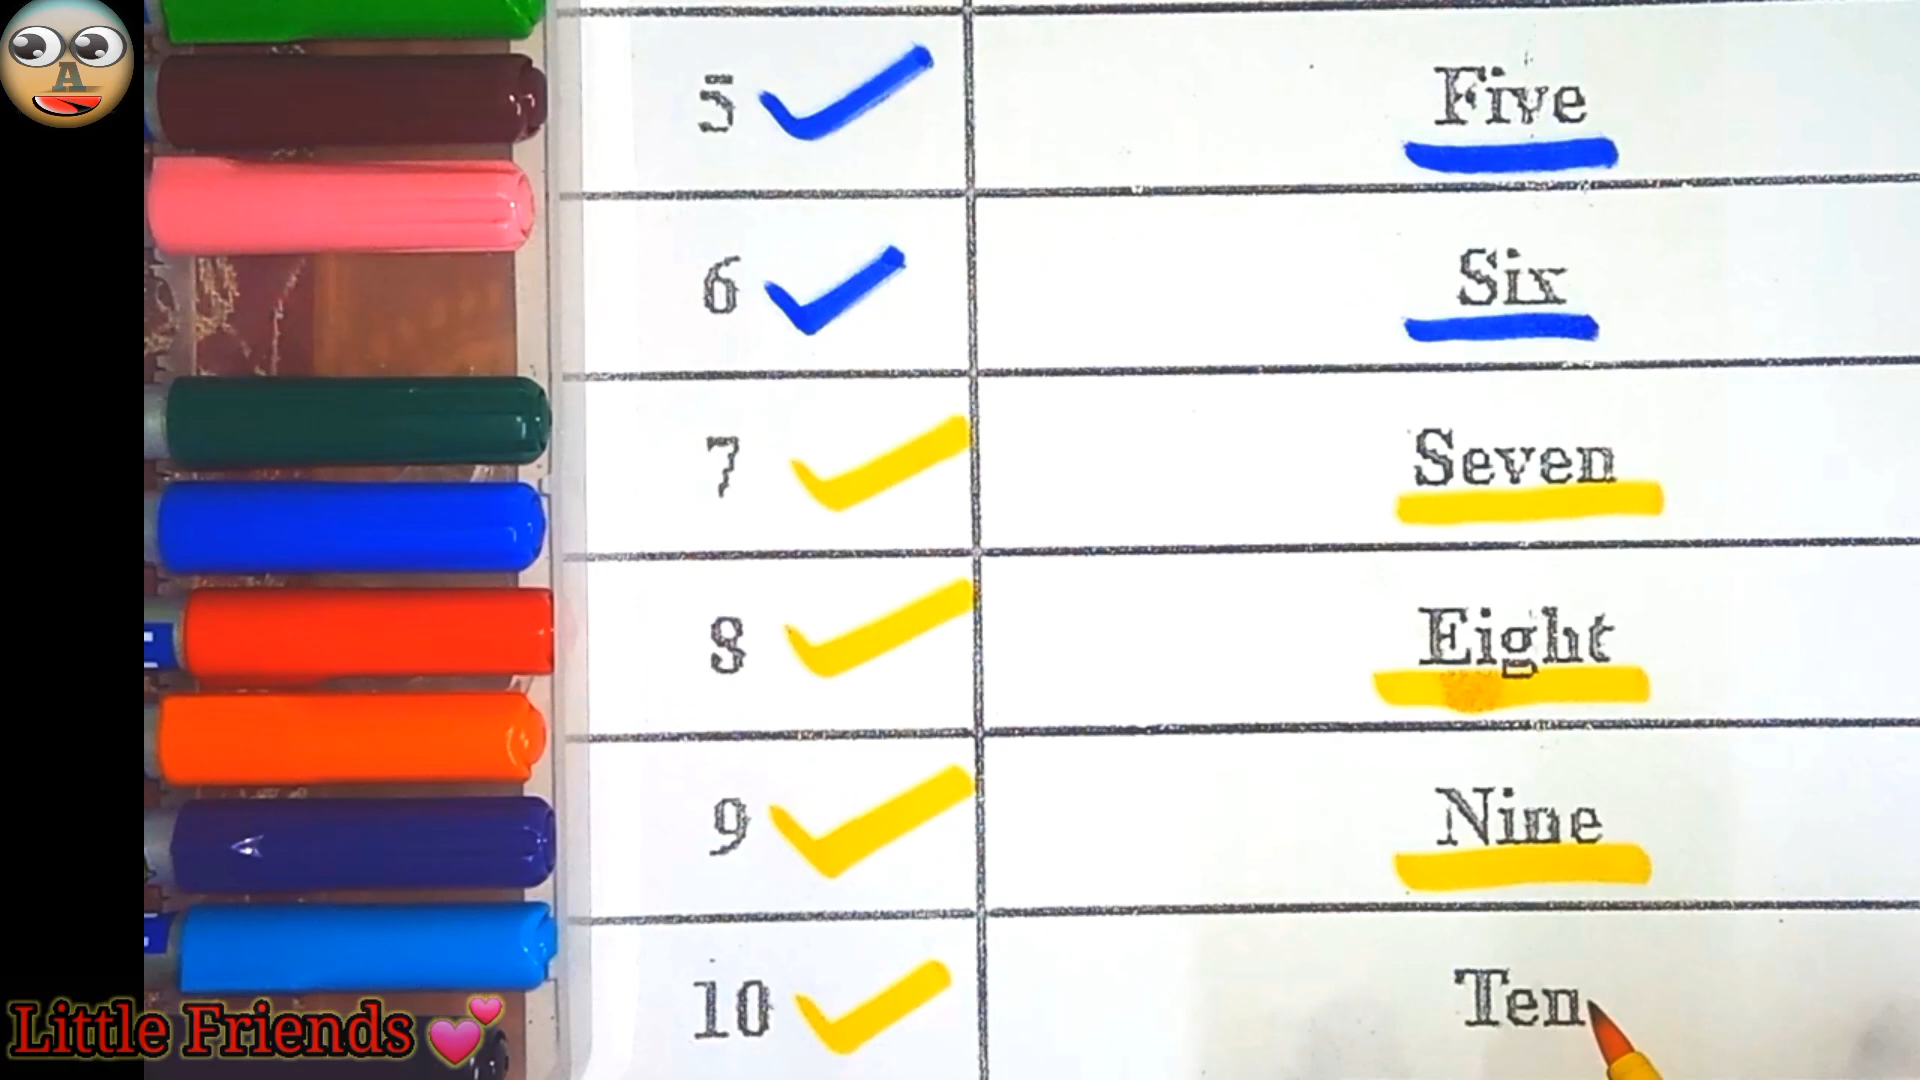 A
5 Five
6 Six
7 Seven
8 Eight
9 Nine
10 Ten
Little Friends